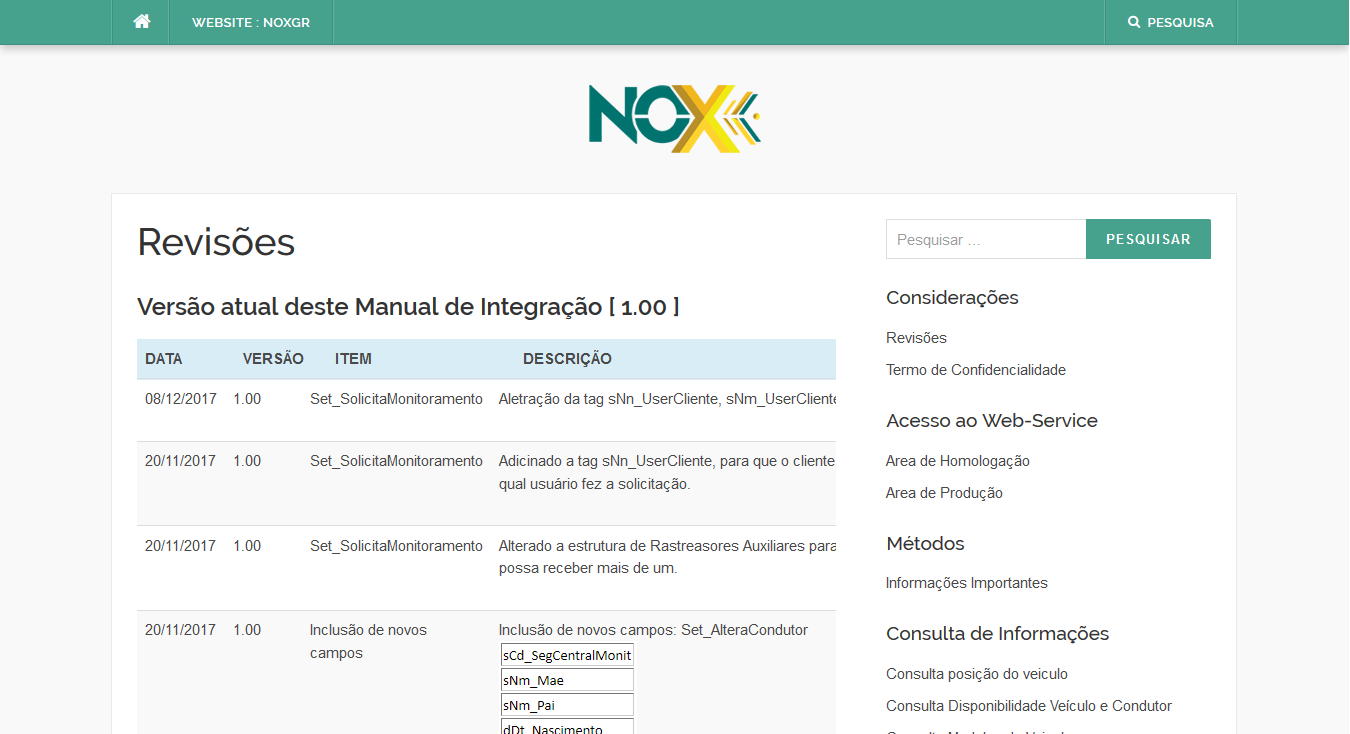 WEBSITE : NOXGR
PESQUISA
NOX
Revisões
Versão atual deste Manual de Integração [ 1.00 ]
DATA VERSÃO ITEM DESCRIÇÃO
08/12/2017 1.00 Set_SolicitaMonitoramento Aletração da tag sNn_UserCliente, sNm_UserCliente
20/11/2017 1.00 Set_SolicitaMonitoramento Adicinado a tag sNn_UserCliente, para que o cliente
qual usuário fez a solicitação.
20/11/2017 1.00 Set_SolicitaMonitoramento Alterado a estrutura de Rastreasores Auxiliares para
possa receber mais de um.
20/11/2017 1.00 Inclusão de novos Inclusão de novos campos: Set_AlteraCondutor
campos
sCd_SegCentralMonit
sNm_Mae
sNm_Pai
dDt_Nascimento
Pesquisar ...
PESQUISAR
Considerações
Revisões
Termo de Confidencialidade
Acesso ao Web-Service
Area de Homologação
Area de Produção
Métodos
Informações Importantes
Consulta de Informações
Consulta posição do veiculo
Consulta Disponibilidade Veículo e Condutor